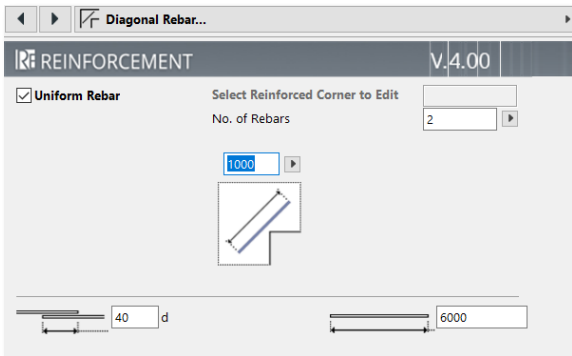 Diagonal Rebar...
REINFORCEMENT V.4.00
Uniform Rebar Select Reinforced Corner to Edit
No. of Rebars 2
1000
40 d 6000